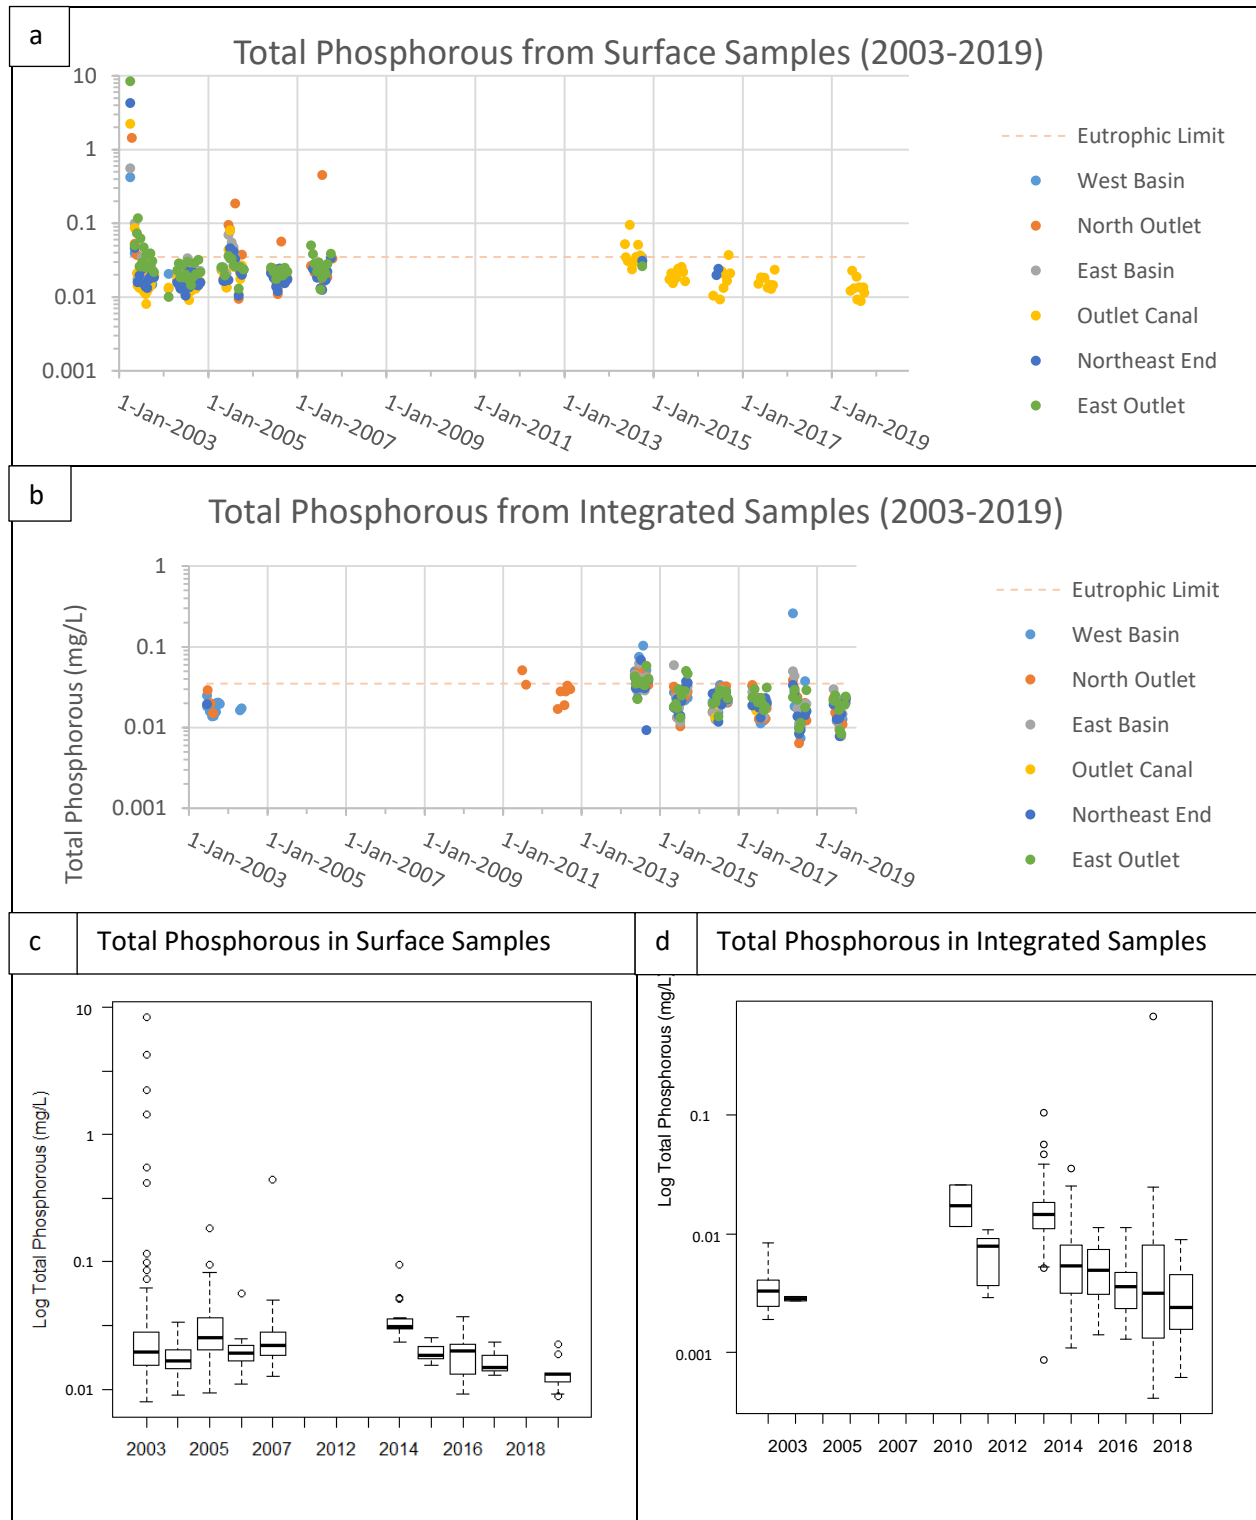 a
Total Phosphorous from Surface Samples (2003-2019)
10
1
0.1
0.01
0.001
1-Jan-2003
1-Jan-2005
1-Jan-2007
1-Jan-2009
1-Jan-2011
1-Jan-2013
1-Jan-2015
1-Jan-2017
1-Jan-2019
Eutrophic Limit
West Basin
North Outlet
East Basin
Outlet Canal
Northeast End
East Outlet
b
Total Phosphorous from Integrated Samples (2003-2019)
Total Phosphorous (mg/L)
1
0.1
0.01
0.001
1-Jan-2003
1-Jan-2005
1-Jan-2007
1-Jan-2009
1-Jan-2011
1-Jan-2013
1-Jan-2015
1-Jan-2017
1-Jan-2019
Eutrophic Limit
West Basin
North Outlet
East Basin
Outlet Canal
Northeast End
East Outlet
c
Total Phosphorous in Surface Samples
Log Total Phosphorous (mg/L)
10
1
0.1
0.01
2003
2005
2007
2012
2014
2016
2018
d
Total Phosphorous in Integrated Samples
Log Total Phosphorous (mg/L)
0.1
0.01
0.001
2003
2005
2007
2010
2012
2014
2016
2018